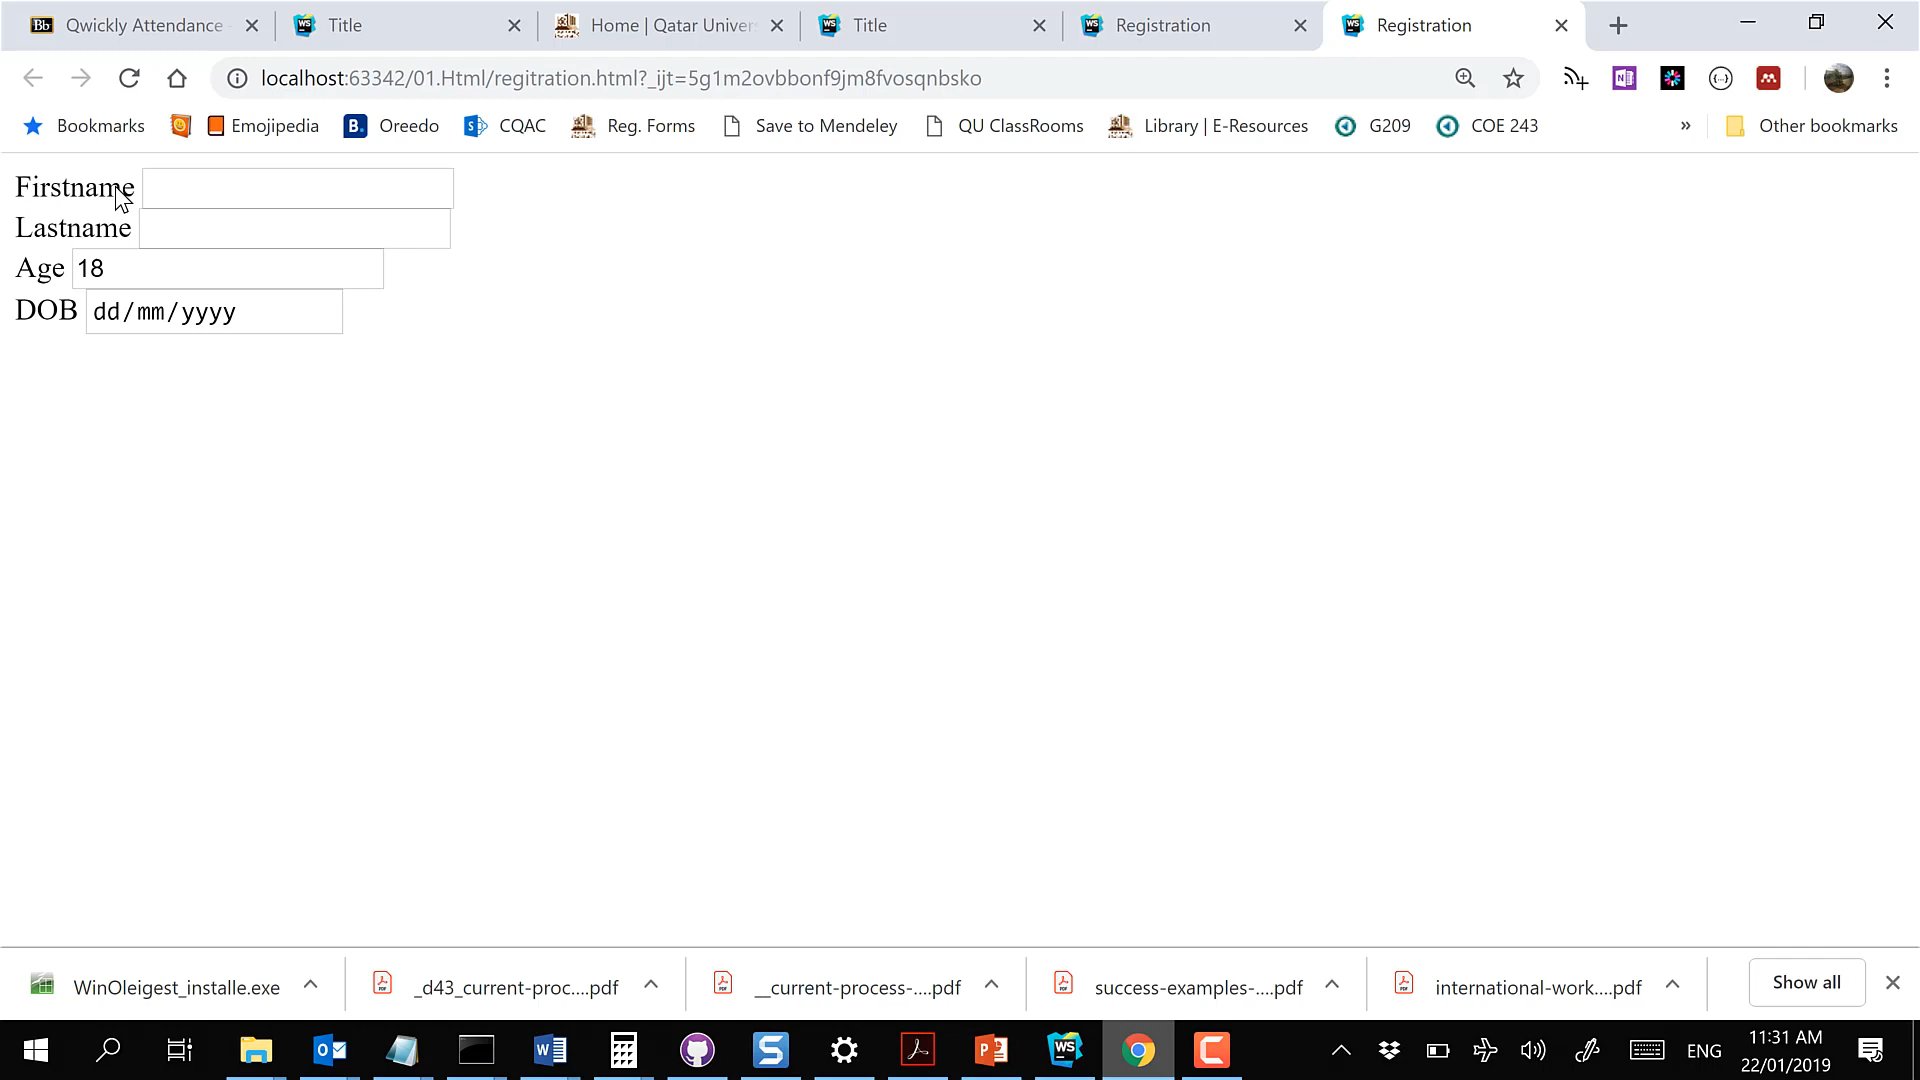 Qwickly Attendance -
Title
Home | Qatar Univers
Title
Registration
Registration
localhost:63342/01.Html/regitration.html?_ijt=5g1m2ovbbonf9jm8fvosqnbsko
Bookmarks
Emojipedia
Oreedo
CQAC
Reg. Forms
Save to Mendeley
QU ClassRooms
Library | E-Resources
G209
COE 243
»
Other bookmarks
Firstname
Lastname
Age 18
DOB dd/mm/yyyy
WinOleigest_installe.exe
_d43_current-proc....pdf
__current-process-....pdf
success-examples-....pdf
international-work....pdf
Show all
ENG
11:31 AM
22/01/2019